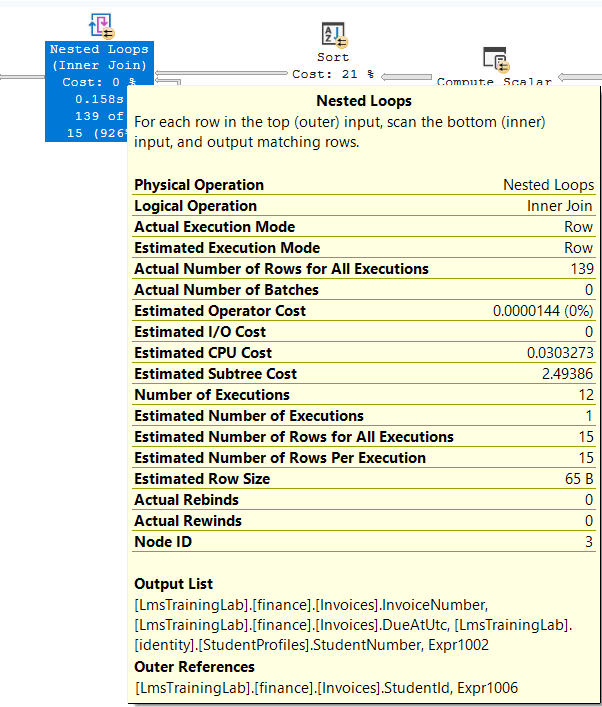 Nested Loops
(Inner Join)
Cost: 0 %
0.158s
139 of
15 (926%
Sort
Cost: 21 %
Compute Scalar
Nested Loops
For each row in the top (outer) input, scan the bottom (inner)
input, and output matching rows.
Physical Operation Nested Loops
Logical Operation Inner Join
Actual Execution Mode Row
Estimated Execution Mode Row
Actual Number of Rows for All Executions 139
Actual Number of Batches 0
Estimated Operator Cost 0.0000144 (0%)
Estimated I/O Cost 0
Estimated CPU Cost 0.0303273
Estimated Subtree Cost 2.49386
Number of Executions 12
Estimated Number of Executions 1
Estimated Number of Rows for All Executions 15
Estimated Number of Rows Per Execution 15
Estimated Row Size 65 B
Actual Rebinds 0
Actual Rewinds 0
Node ID 3
Output List
[LmsTrainingLab].[finance].[Invoices].InvoiceNumber,
[LmsTrainingLab].[finance].[Invoices].DueAtUtc, [LmsTrainingLab].
[identity].[StudentProfiles].StudentNumber, Expr1002
Outer References
[LmsTrainingLab].[finance].[Invoices].StudentId, Expr1006